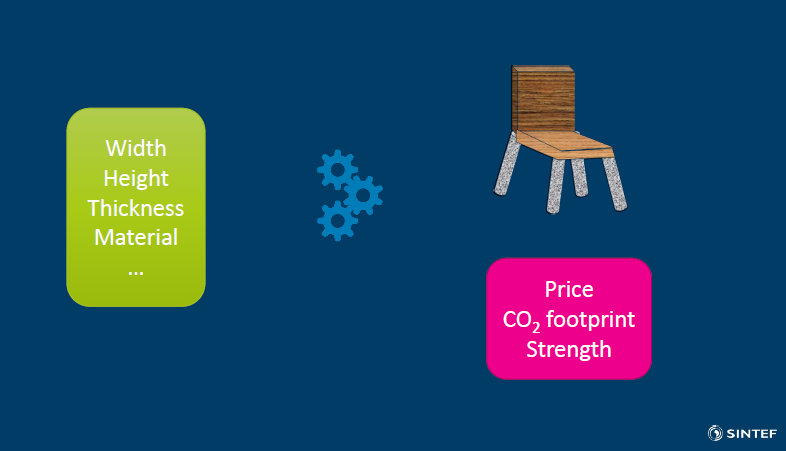 Width
Height
Thickness
Material
...
Price
CO₂ footprint
Strength
SINTEF